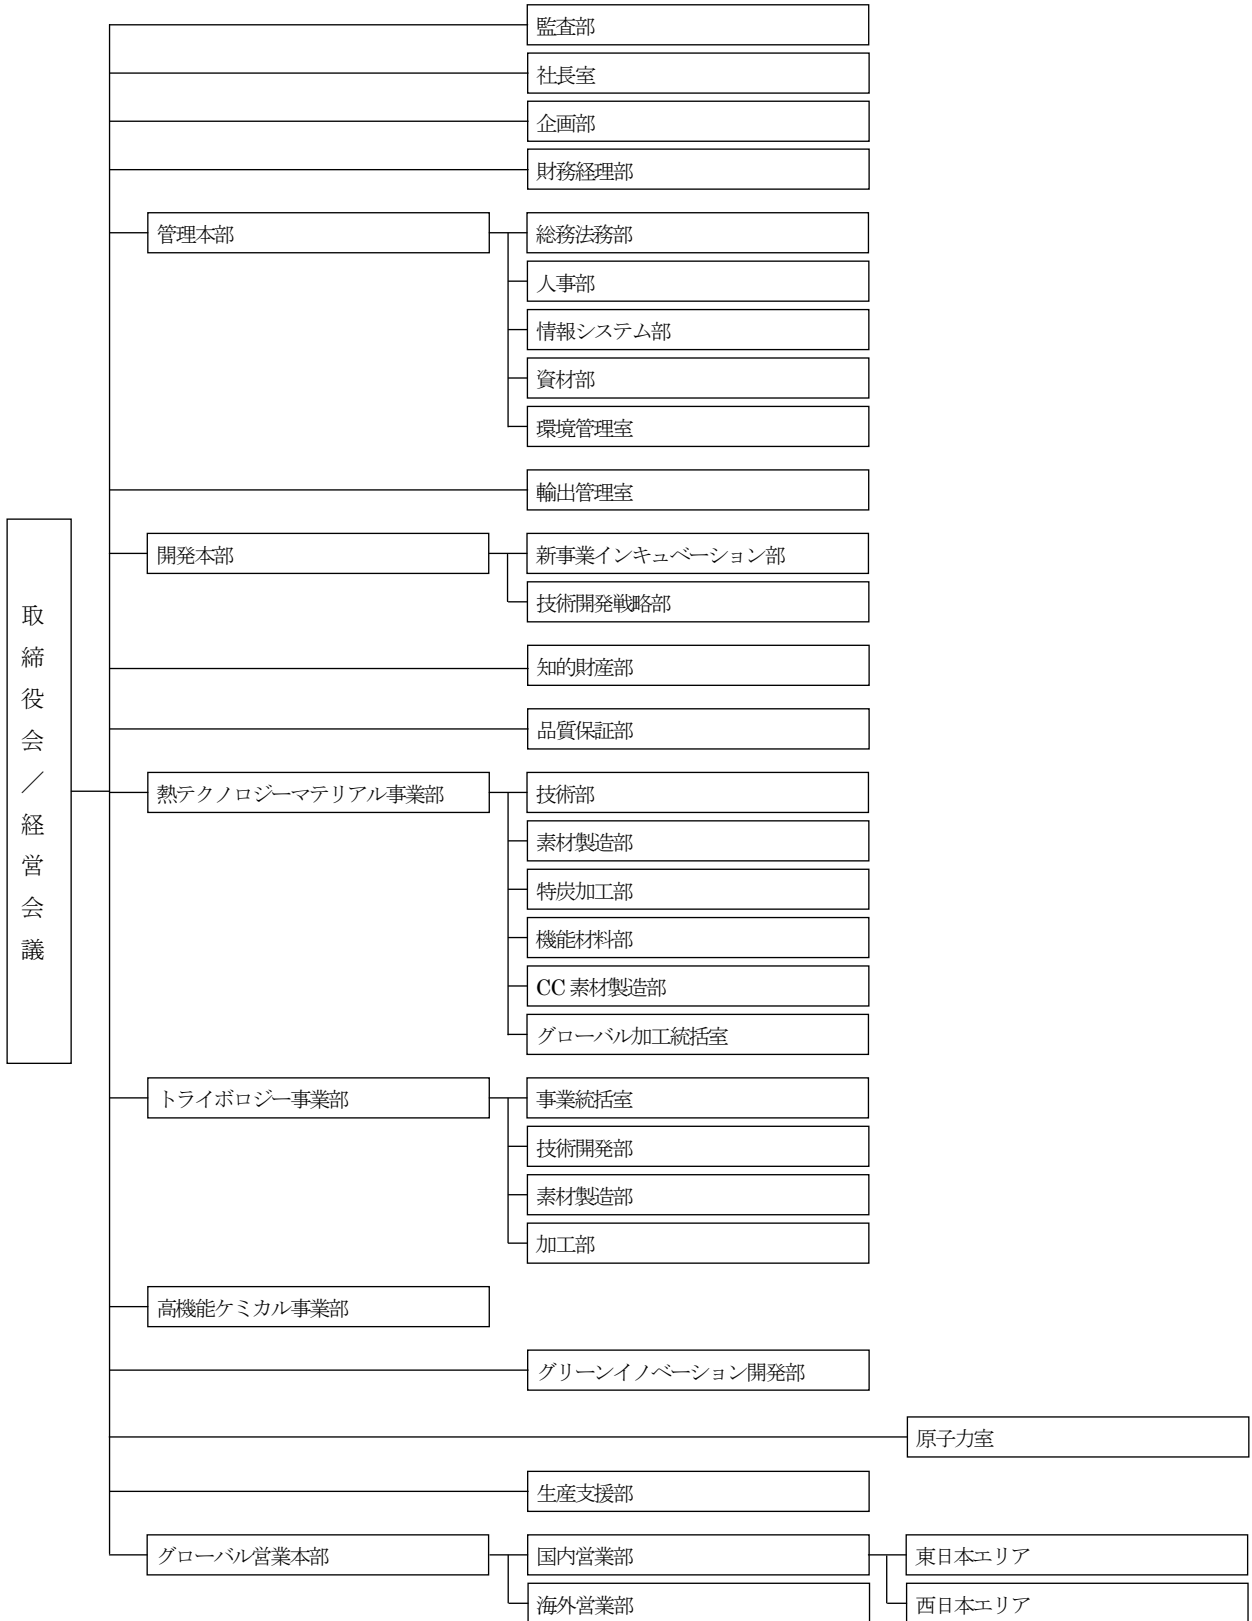 監査部
社長室
企画部
財務経理部
管理本部
総務法務部
人事部
情報システム部
資材部
環境管理室
輸出管理室
開発本部
新事業インキュベーション部
技術開発戦略部
知的財産部
品質保証部
取締役会／経営会議
熱テクノロジーマテリアル事業部
技術部
素材製造部
特炭加工部
機能材料部
CC 素材製造部
グローバル加工統括室
トライボロジー事業部
事業統括室
技術開発部
素材製造部
加工部
高機能ケミカル事業部
グリーンイノベーション開発部
原子力室
生産支援部
グローバル営業本部
国内営業部
東日本エリア
海外営業部
西日本エリア